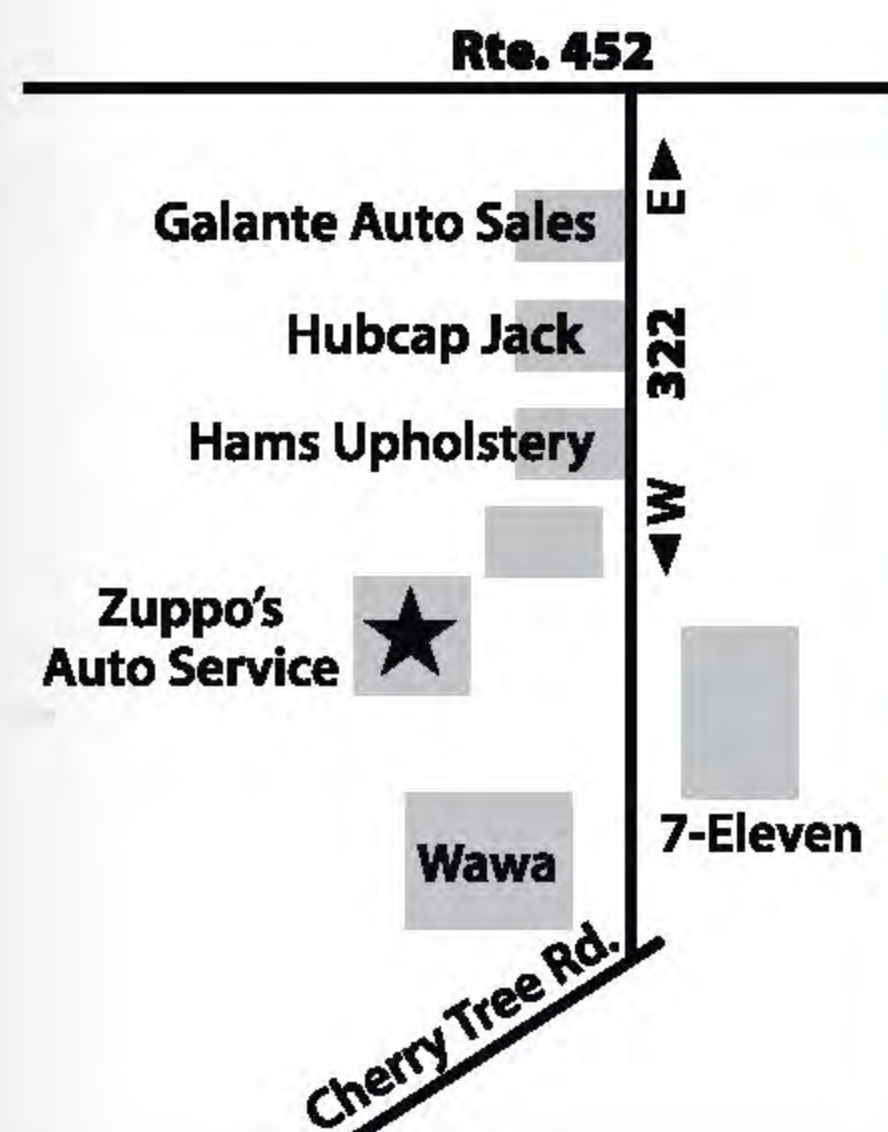 Rte. 452
E
Galante Auto Sales
Hubcap Jack
322
Hams Upholstery
W
Zuppo's
Auto Service
7-Eleven
Wawa
Cherry Tree Rd.